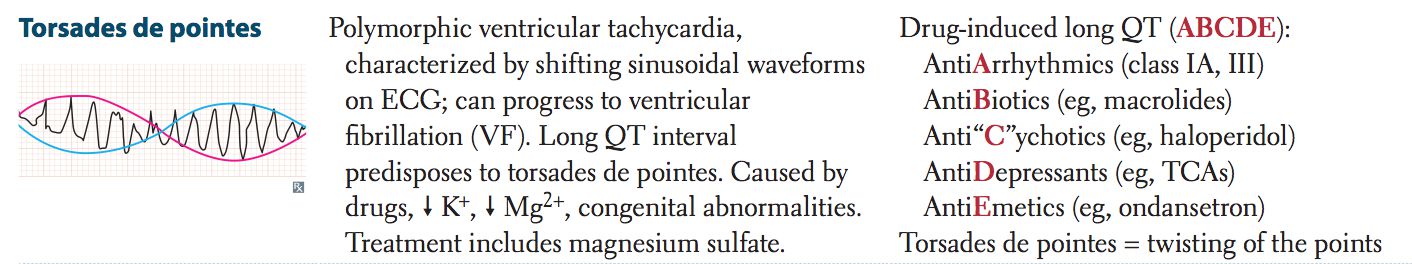 Torsades de pointes
Polymorphic ventricular tachycardia,
characterized by shifting sinusoidal waveforms
on ECG; can progress to ventricular
fibrillation (VF). Long QT interval
predisposes to torsades de pointes. Caused by
drugs, ↓ K⁺, ↓ Mg²⁺, congenital abnormalities.
Treatment includes magnesium sulfate.
Drug-induced long QT (ABCDE):
AntiArrhythmics (class IA, III)
AntiBiotics (eg, macrolides)
Anti“C”ychotics (eg, haloperidol)
AntiDepressants (eg, TCAs)
AntiEmetics (eg, ondansetron)
Torsades de pointes = twisting of the points
℞